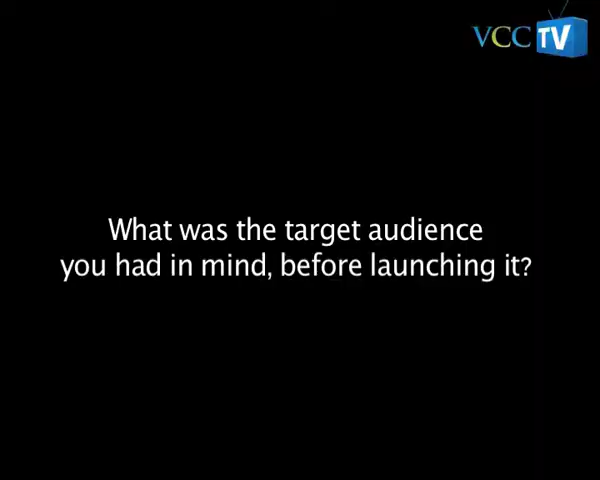 VCC TV
What was the target audience
you had in mind, before launching it?